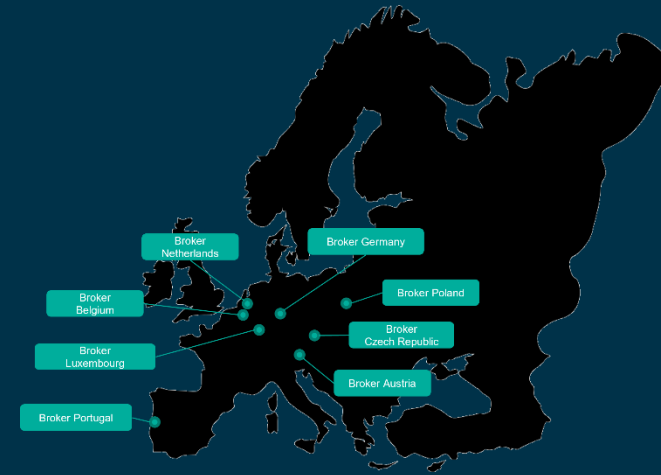 Broker
Netherlands
Broker Germany
Broker
Belgium
Broker Poland
Broker
Czech Republic
Broker
Luxembourg
Broker Austria
Broker Portugal